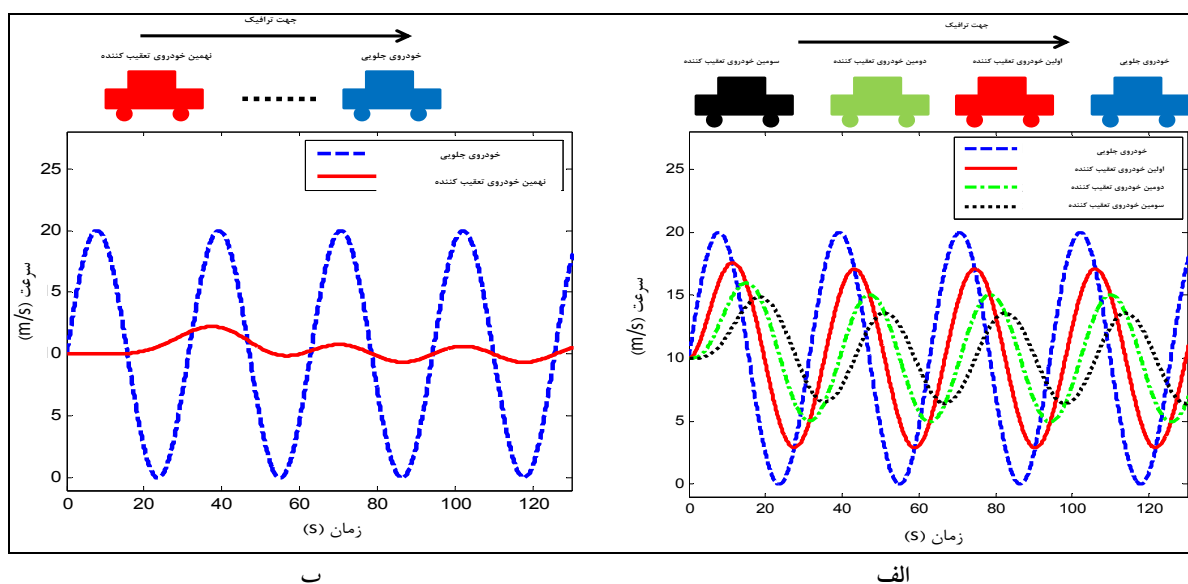 جهت ترافیک
سومین خودروی تعقیب کننده
دومین خودروی تعقیب کننده
اولین خودروی تعقیب کننده
خودروی جلویی
خودروی جلویی
اولین خودروی تعقیب کننده
دومین خودروی تعقیب کننده
سومین خودروی تعقیب کننده
سرعت (m/s)
25
20
15
10
5
0
0 20 40 60 80 100 120
زمان (s)
الف
جهت ترافیک
نهمین خودروی تعقیب کننده
خودروی جلویی
خودروی جلویی
نهمین خودروی تعقیب کننده
سرعت (m/s)
25
20
15
0
5
0
0 20 40 60 80 100 120
زمان (s)
ب